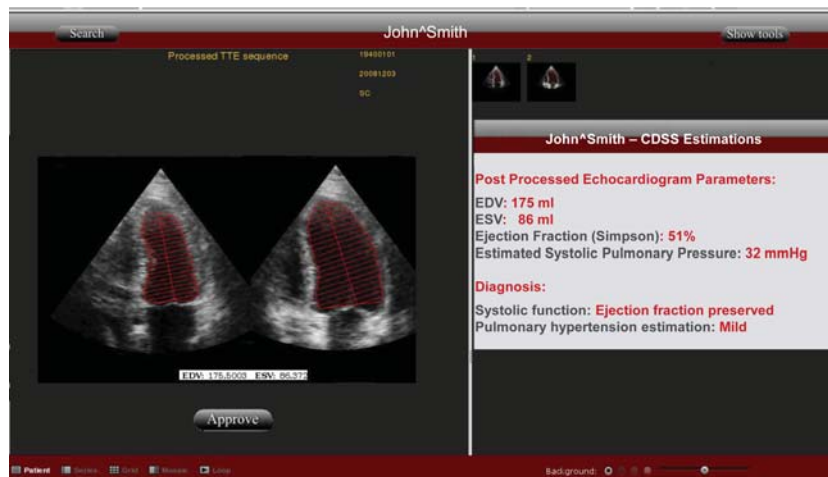 Search
John^Smith
Show tools
Processed TTE sequence
19400101
20081203
SC
1
2
John^Smith – CDSS Estimations
Post Processed Echocardiogram Parameters:
EDV: 175 ml
ESV: 86 ml
Ejection Fraction (Simpson): 51%
Estimated Systolic Pulmonary Pressure: 32 mmHg
Diagnosis:
Systolic function: Ejection fraction preserved
Pulmonary hypertension estimation: Mild
EDV: 175.5003 ESV: 86.372
Approve
Patient Series Grid Mosaic Loop
Background: